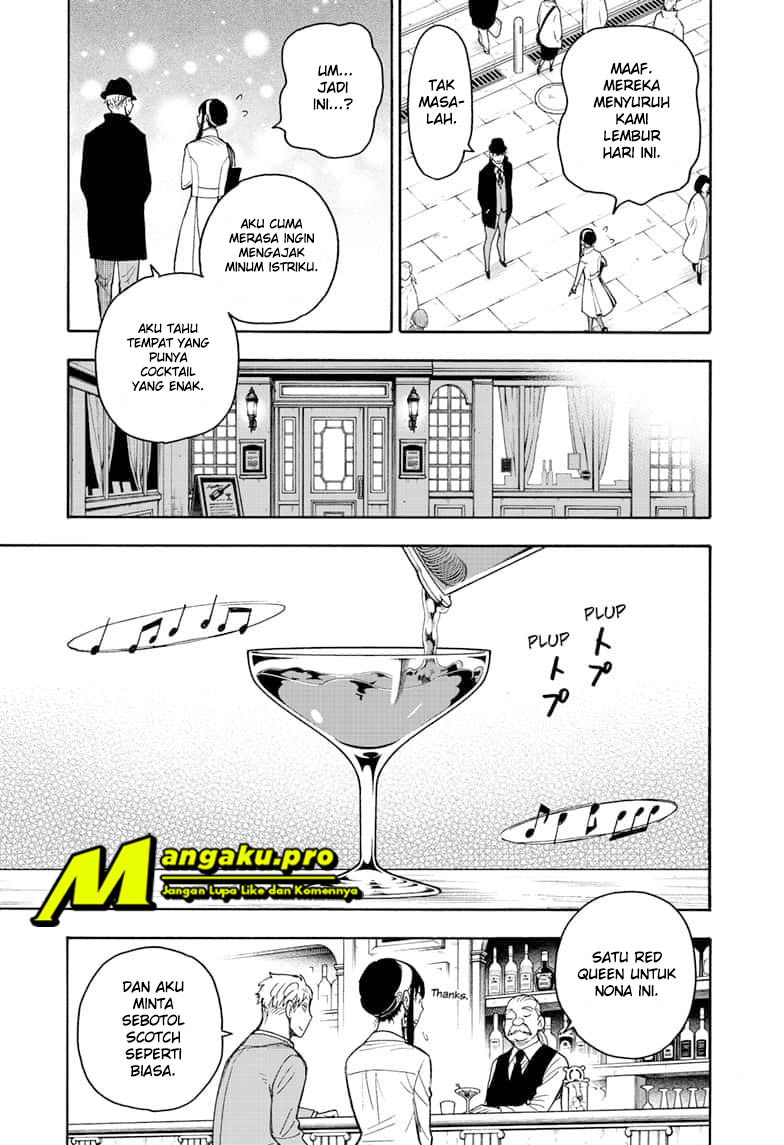 MAAF.
MEREKA
MENYURUH
KAMI
LEMBUR
HARI INI.
TAK
MASA-
LAH.
UM...
JADI
INI...?
AKU CUMA
MERASA INGIN
MENGAJAK
MINUM ISTRIKU.
AKU TAHU
TEMPAT YANG
PUNYA
COCKTAIL
YANG ENAK.
PLUP
トプ
PLUP
トプ
Mangaku.pro
Jangan Lupa Like dan Komennya
SATU RED
QUEEN UNTUK
NONA INI.
Thanks.
DAN AKU
MINTA
SEBOTOL
SCOTCH
SEPERTI
BIASA.